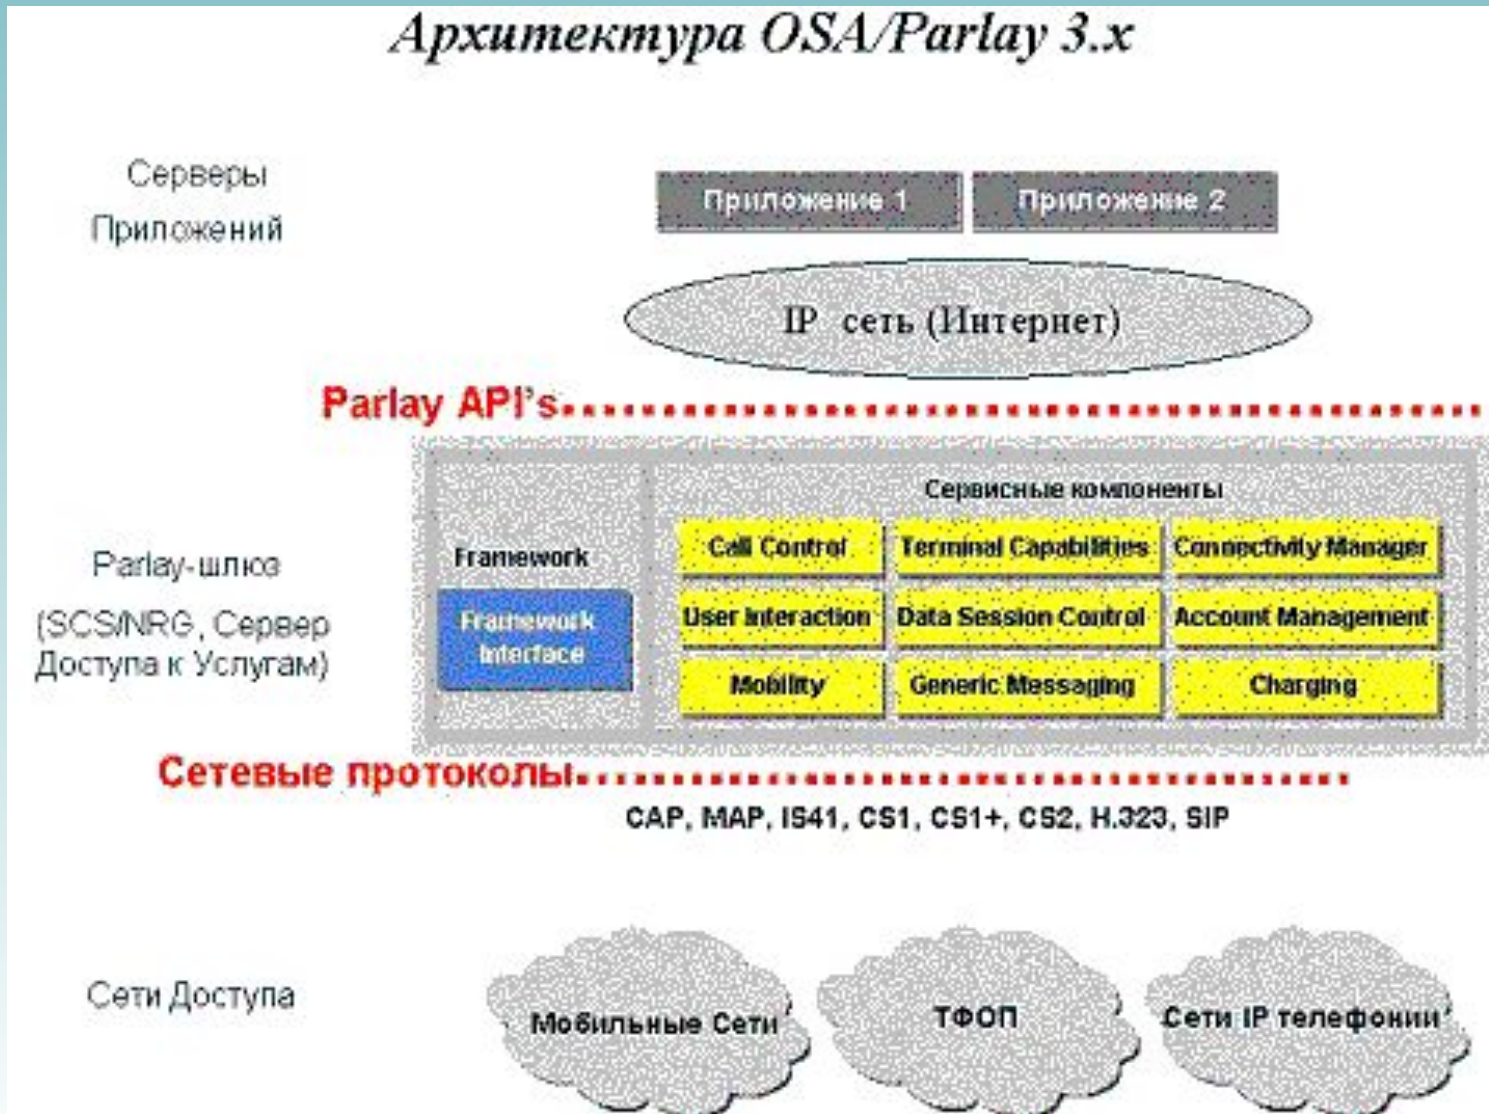 Архитектура OSA/Parlay 3.x
Серверы
Приложений
Приложение 1
Приложение 2
IP сеть (Интернет)
Parlay API's
Parlay-шлюз
(SCS/NRG, Сервер
Доступа к Услугам)
Framework
Framework
Interface
Сервисные компоненты
Call Control
Terminal Capabilities
Connectivity Manager
User Interaction
Data Session Control
Account Management
Mobility
Generic Messaging
Charging
Сетевые протоколы
CAP, MAP, IS41, CS1, CS1+, CS2, H.323, SIP
Сети Доступа
Мобильные Сети
ТФОП
Сети IP телефонии